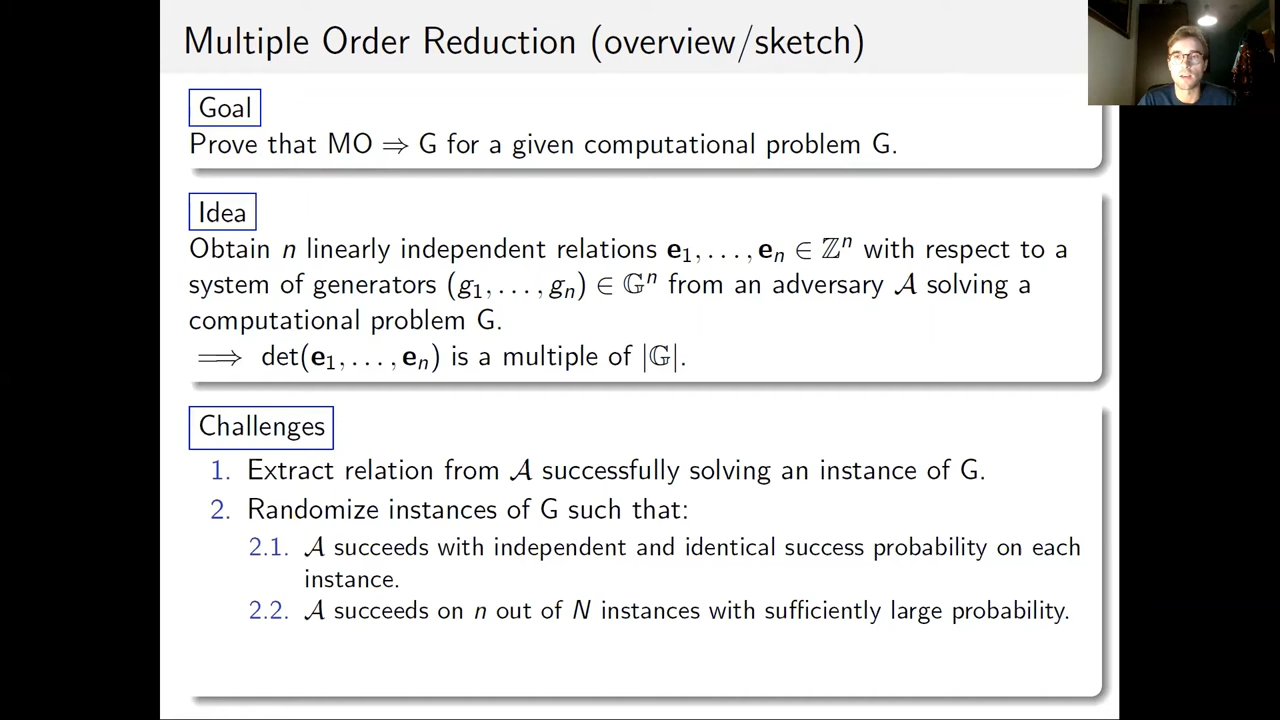 Multiple Order Reduction (overview/sketch)
Goal
Prove that MO ⇒ G for a given computational problem G.
Idea
Obtain n linearly independent relations e₁, . . . , eₙ ∈ ℤⁿ with respect to a
system of generators (g₁, . . . , gₙ) ∈ 𝔾ⁿ from an adversary 𝒜 solving a
computational problem G.
⟹ det(e₁, . . . , eₙ) is a multiple of |𝔾|.
Challenges
1. Extract relation from 𝒜 successfully solving an instance of G.
2. Randomize instances of G such that:
2.1. 𝒜 succeeds with independent and identical success probability on each
instance.
2.2. 𝒜 succeeds on n out of N instances with sufficiently large probability.